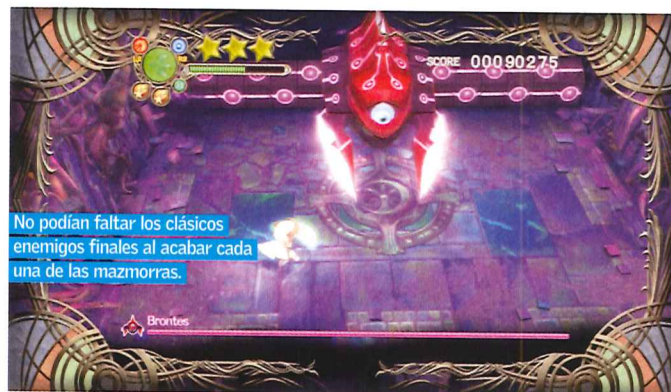 SCORE 00090275
No podían faltar los clásicos
enemigos finales al acabar cada
una de las mazmorras.
Brontes